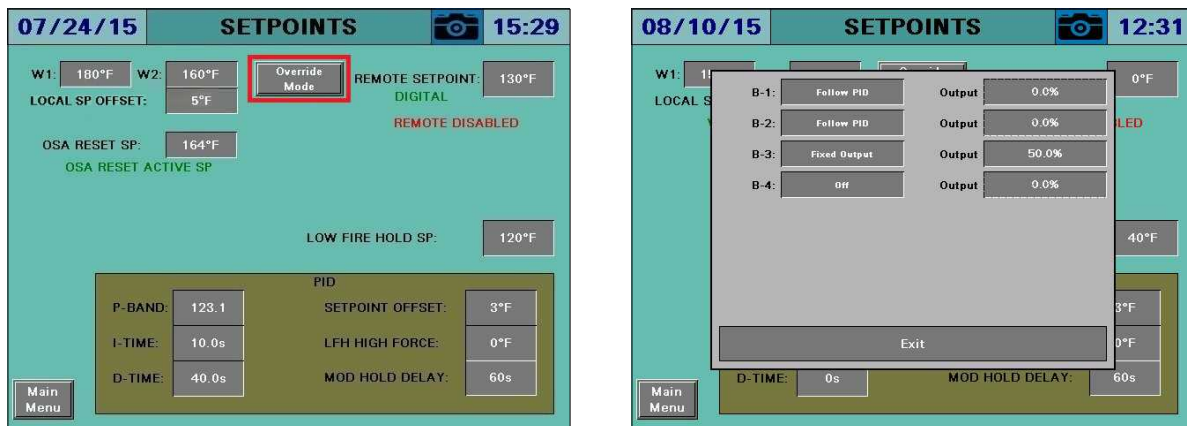 07/24/15 SETPOINTS 15:29
W1: 180°F W2: 160°F Override Mode REMOTE SETPOINT: 130°F
LOCAL SP OFFSET: 5°F DIGITAL
REMOTE DISABLED
OSA RESET SP: 164°F
OSA RESET ACTIVE SP
LOW FIRE HOLD SP: 120°F
PID
P-BAND: 123.1 SETPOINT OFFSET: 3°F
I-TIME: 10.0s LFH HIGH FORCE: 0°F
D-TIME: 40.0s MOD HOLD DELAY: 60s
Main Menu
08/10/15 SETPOINTS 12:31
W1: 0°F
LOCAL S
B-1: Follow PID Output 0.0%
B-2: Follow PID Output 0.0%
B-3: Fixed Output Output 50.0%
B-4: Off Output 0.0%
LED
40°F
3°F
0°F
Exit
D-TIME: 0s MOD HOLD DELAY: 60s
Main Menu